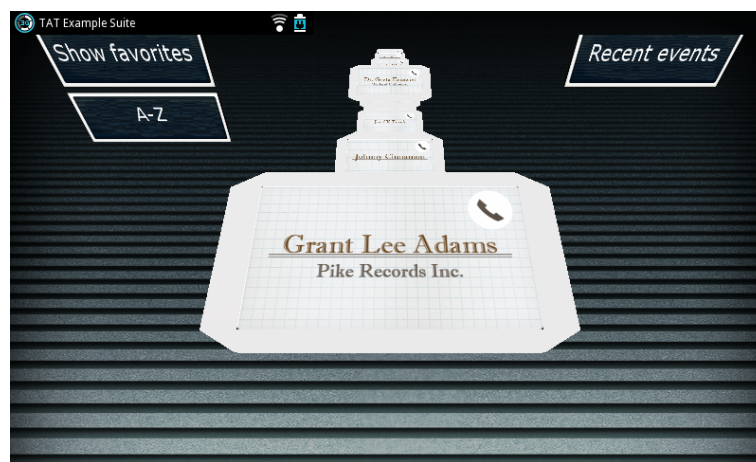 TAT Example Suite
Show favorites
Recent events
A-Z
Johnny Cinnamon
Grant Lee Adams
Pike Records Inc.